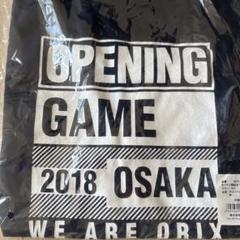 OPENING
GAME
2018 OSAKA
WE ARE ORIX